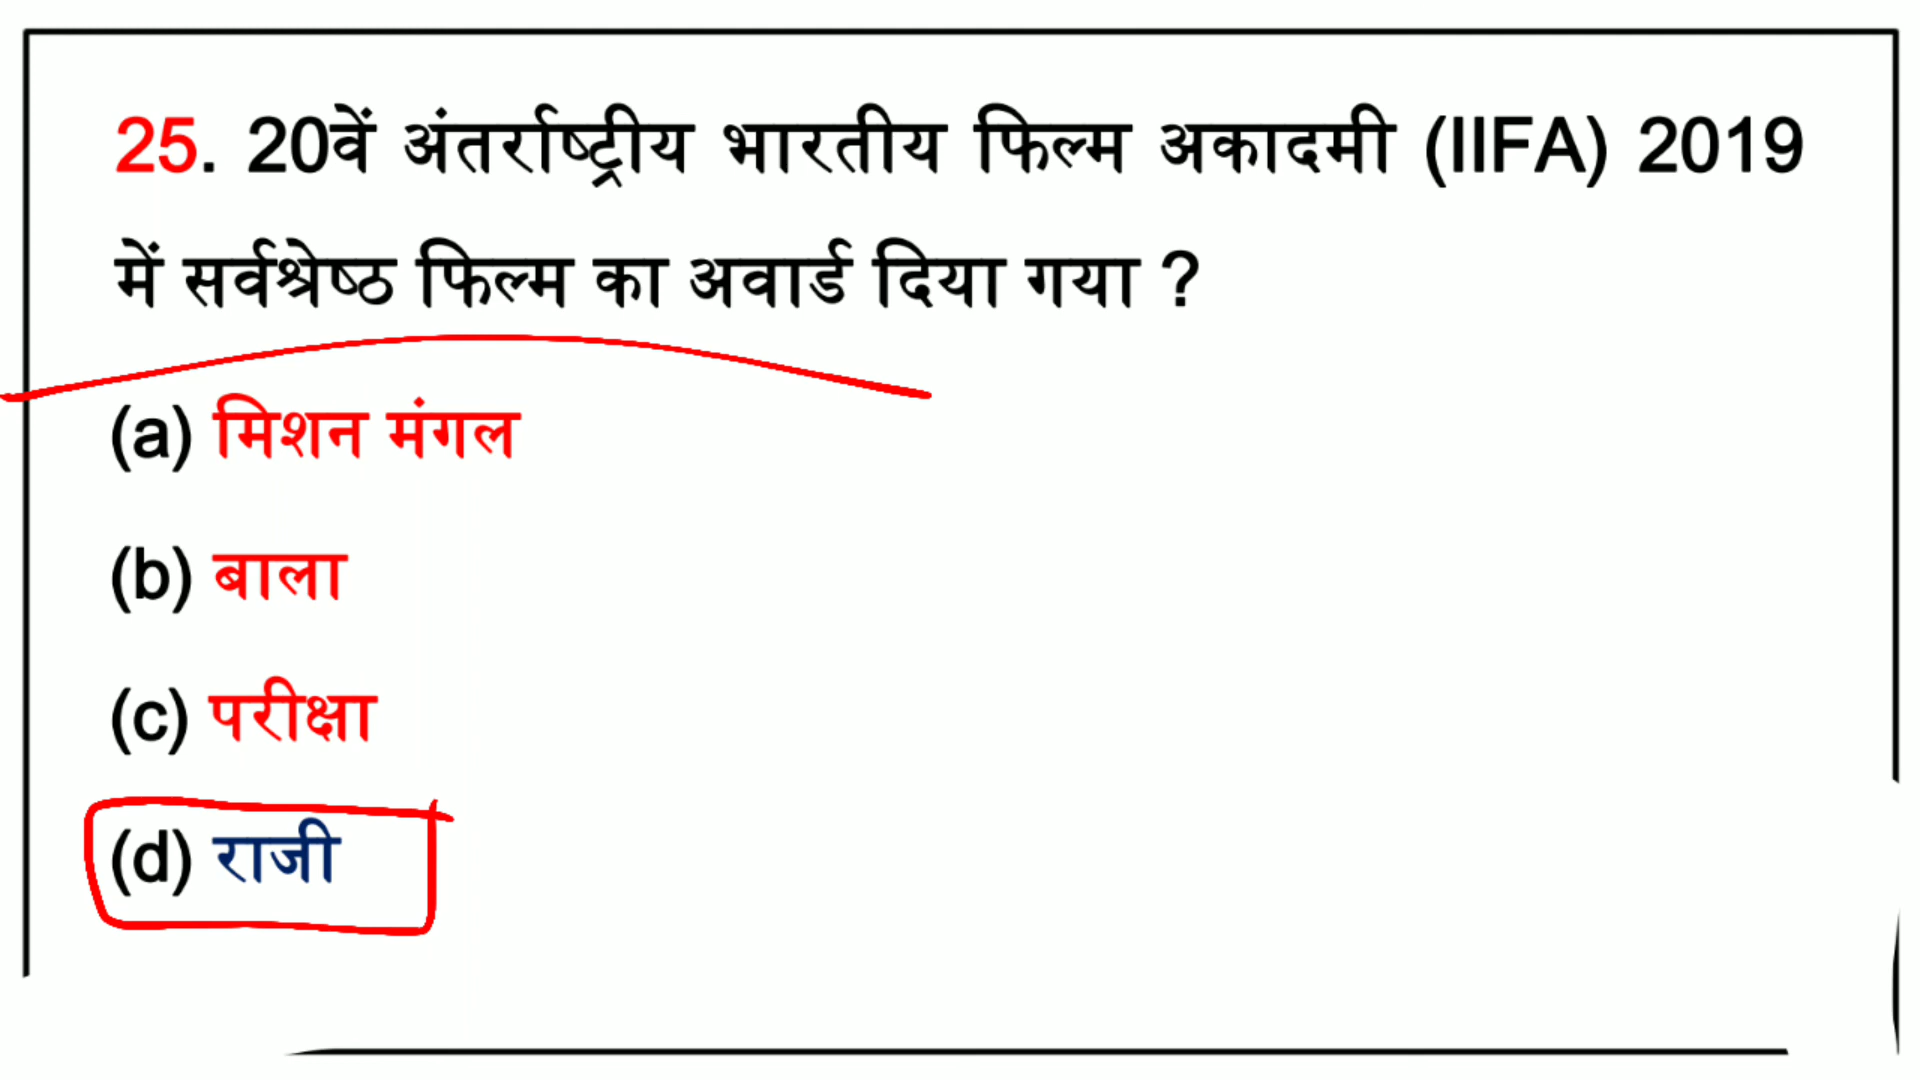 25. 20वें अंतर्राष्ट्रीय भारतीय फिल्म अकादमी (IIFA) 2019
में सर्वश्रेष्ठ फिल्म का अवार्ड दिया गया ?
(a) मिशन मंगल
(b) बाला
(c) परीक्षा
(d) राजी